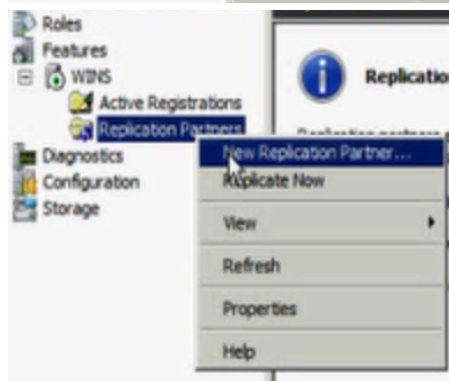 Roles
Features
WINS
Active Registrations
Replication Partners
Diagnostics
Configuration
Storage
Replicatio
New Replication Partner...
Replicate Now
View
Refresh
Properties
Help